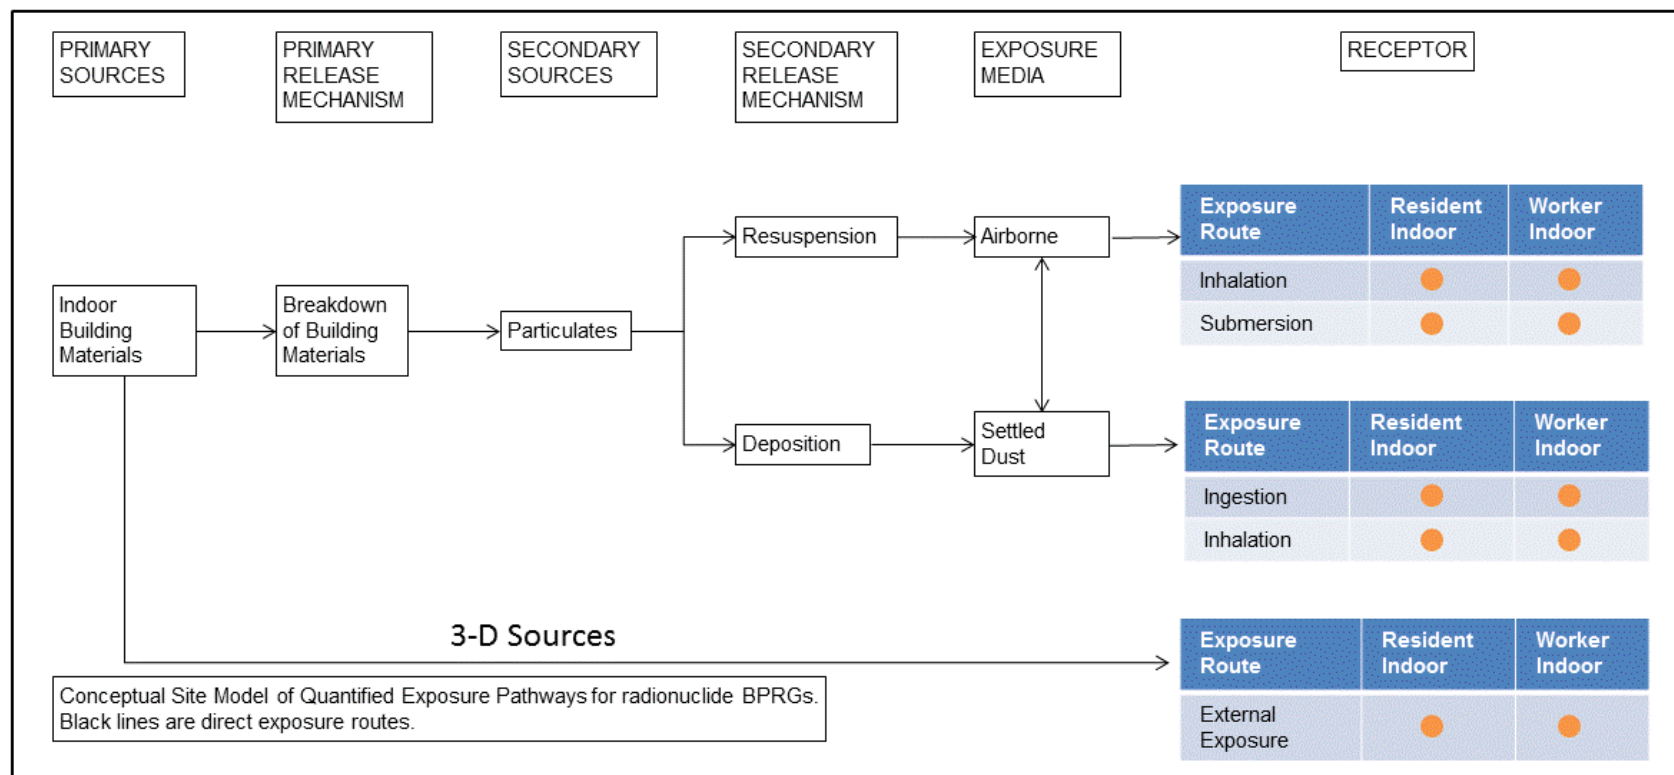 PRIMARY
SOURCES
PRIMARY
RELEASE
MECHANISM
SECONDARY
SOURCES
SECONDARY
RELEASE
MECHANISM
EXPOSURE
MEDIA
RECEPTOR
Indoor
Building
Materials
Breakdown
of Building
Materials
Particulates
Resuspension
Airborne
Deposition
Settled
Dust
Exposure Route
Resident Indoor
Worker Indoor
Inhalation
Submersion
Exposure Route
Resident Indoor
Worker Indoor
Ingestion
Inhalation
3-D Sources
Exposure Route
Resident Indoor
Worker Indoor
External
Exposure
Conceptual Site Model of Quantified Exposure Pathways for radionuclide BPRGs.
Black lines are direct exposure routes.